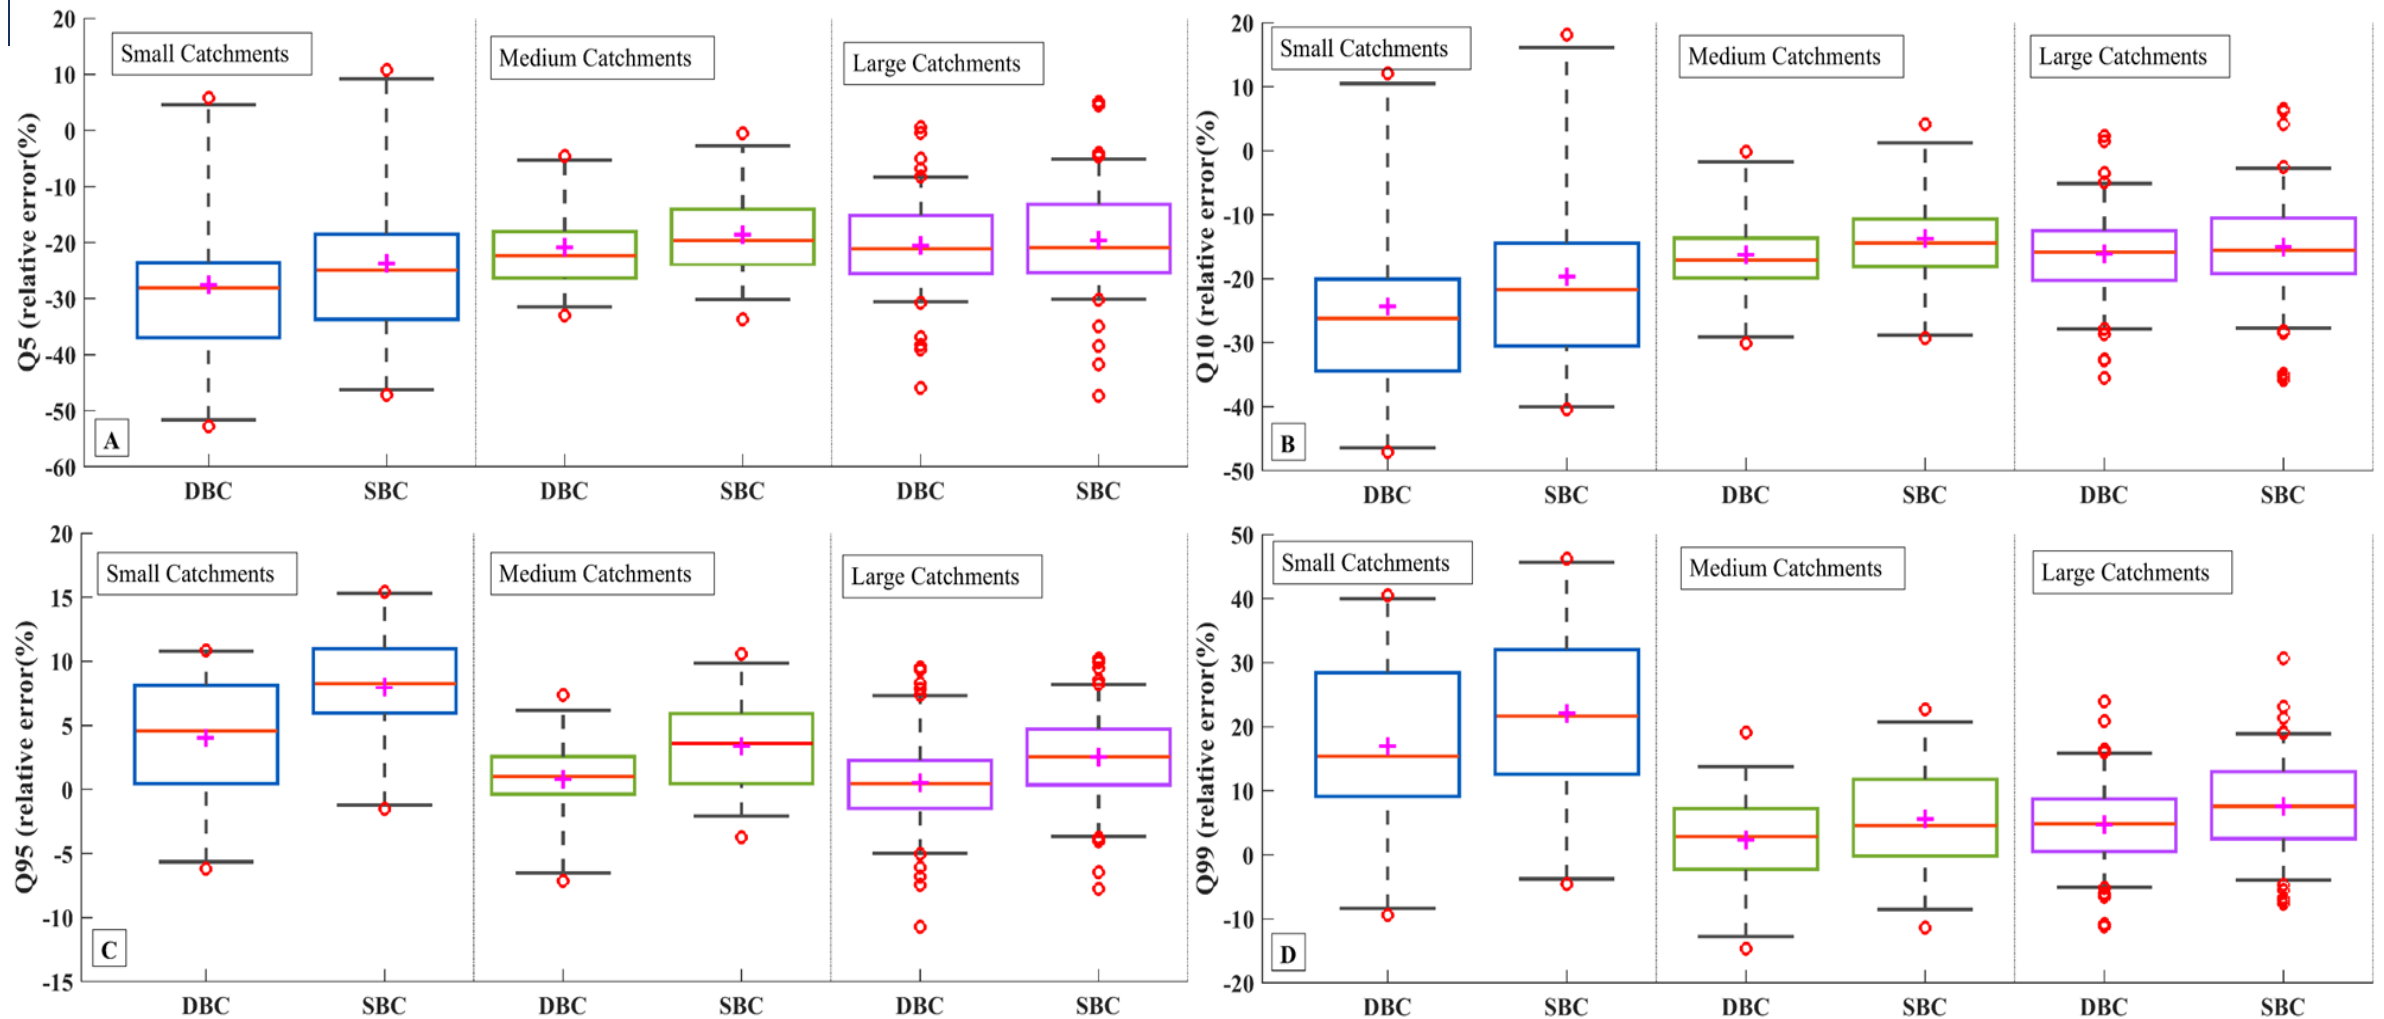 Q5 (relative error(%)
20
10
0
-10
-20
-30
-40
-50
-60
Small Catchments
Medium Catchments
Large Catchments
A
DBC SBC DBC SBC DBC SBC
Q10 (relative error(%)
20
10
0
-10
-20
-30
-40
-50
Small Catchments
Medium Catchments
Large Catchments
B
DBC SBC DBC SBC DBC SBC
Q95 (relative error(%)
20
15
10
5
0
-5
-10
-15
Small Catchments
Medium Catchments
Large Catchments
C
DBC SBC DBC SBC DBC SBC
Q99 (relative error(%)
50
40
30
20
10
0
-10
-20
Small Catchments
Medium Catchments
Large Catchments
D
DBC SBC DBC SBC DBC SBC